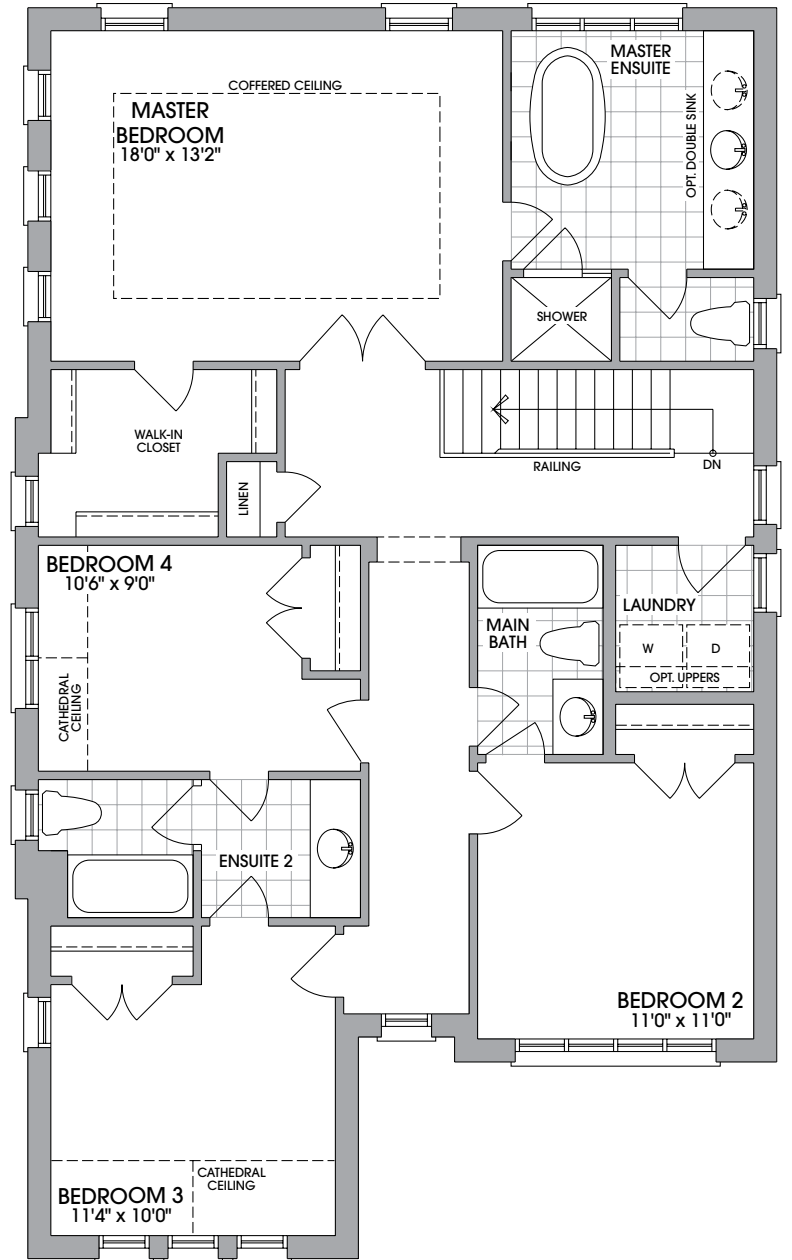 COFFERED CEILING
MASTER
BEDROOM
18'0" x 13'2"
MASTER
ENSUITE
OPT. DOUBLE SINK
SHOWER
WALK-IN
CLOSET
LINEN
RAILING
DN
BEDROOM 4
10'6" x 9'0"
CATHEDRAL
CEILING
MAIN
BATH
LAUNDRY
W
D
OPT. UPPERS
ENSUITE 2
BEDROOM 2
11'0" x 11'0"
CATHEDRAL
CEILING
BEDROOM 3
11'4" x 10'0"